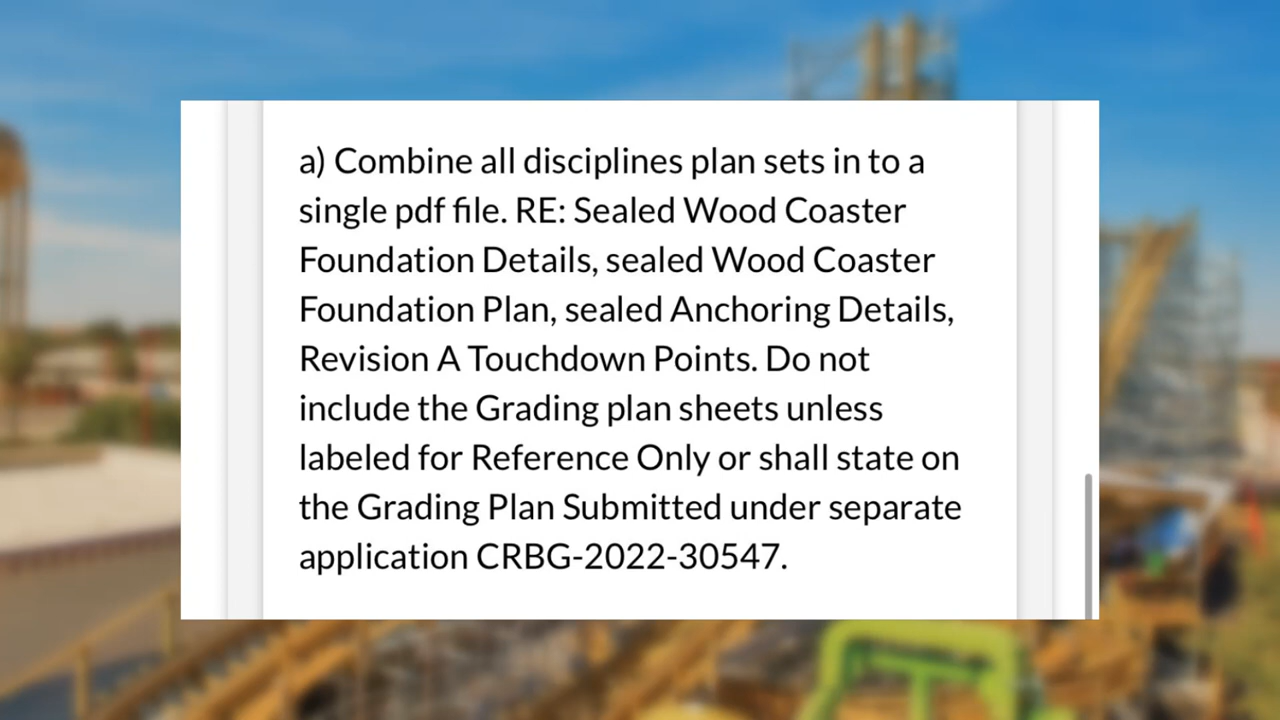 a) Combine all disciplines plan sets in to a
single pdf file. RE: Sealed Wood Coaster
Foundation Details, sealed Wood Coaster
Foundation Plan, sealed Anchoring Details,
Revision A Touchdown Points. Do not
include the Grading plan sheets unless
labeled for Reference Only or shall state on
the Grading Plan Submitted under separate
application CRBG-2022-30547.